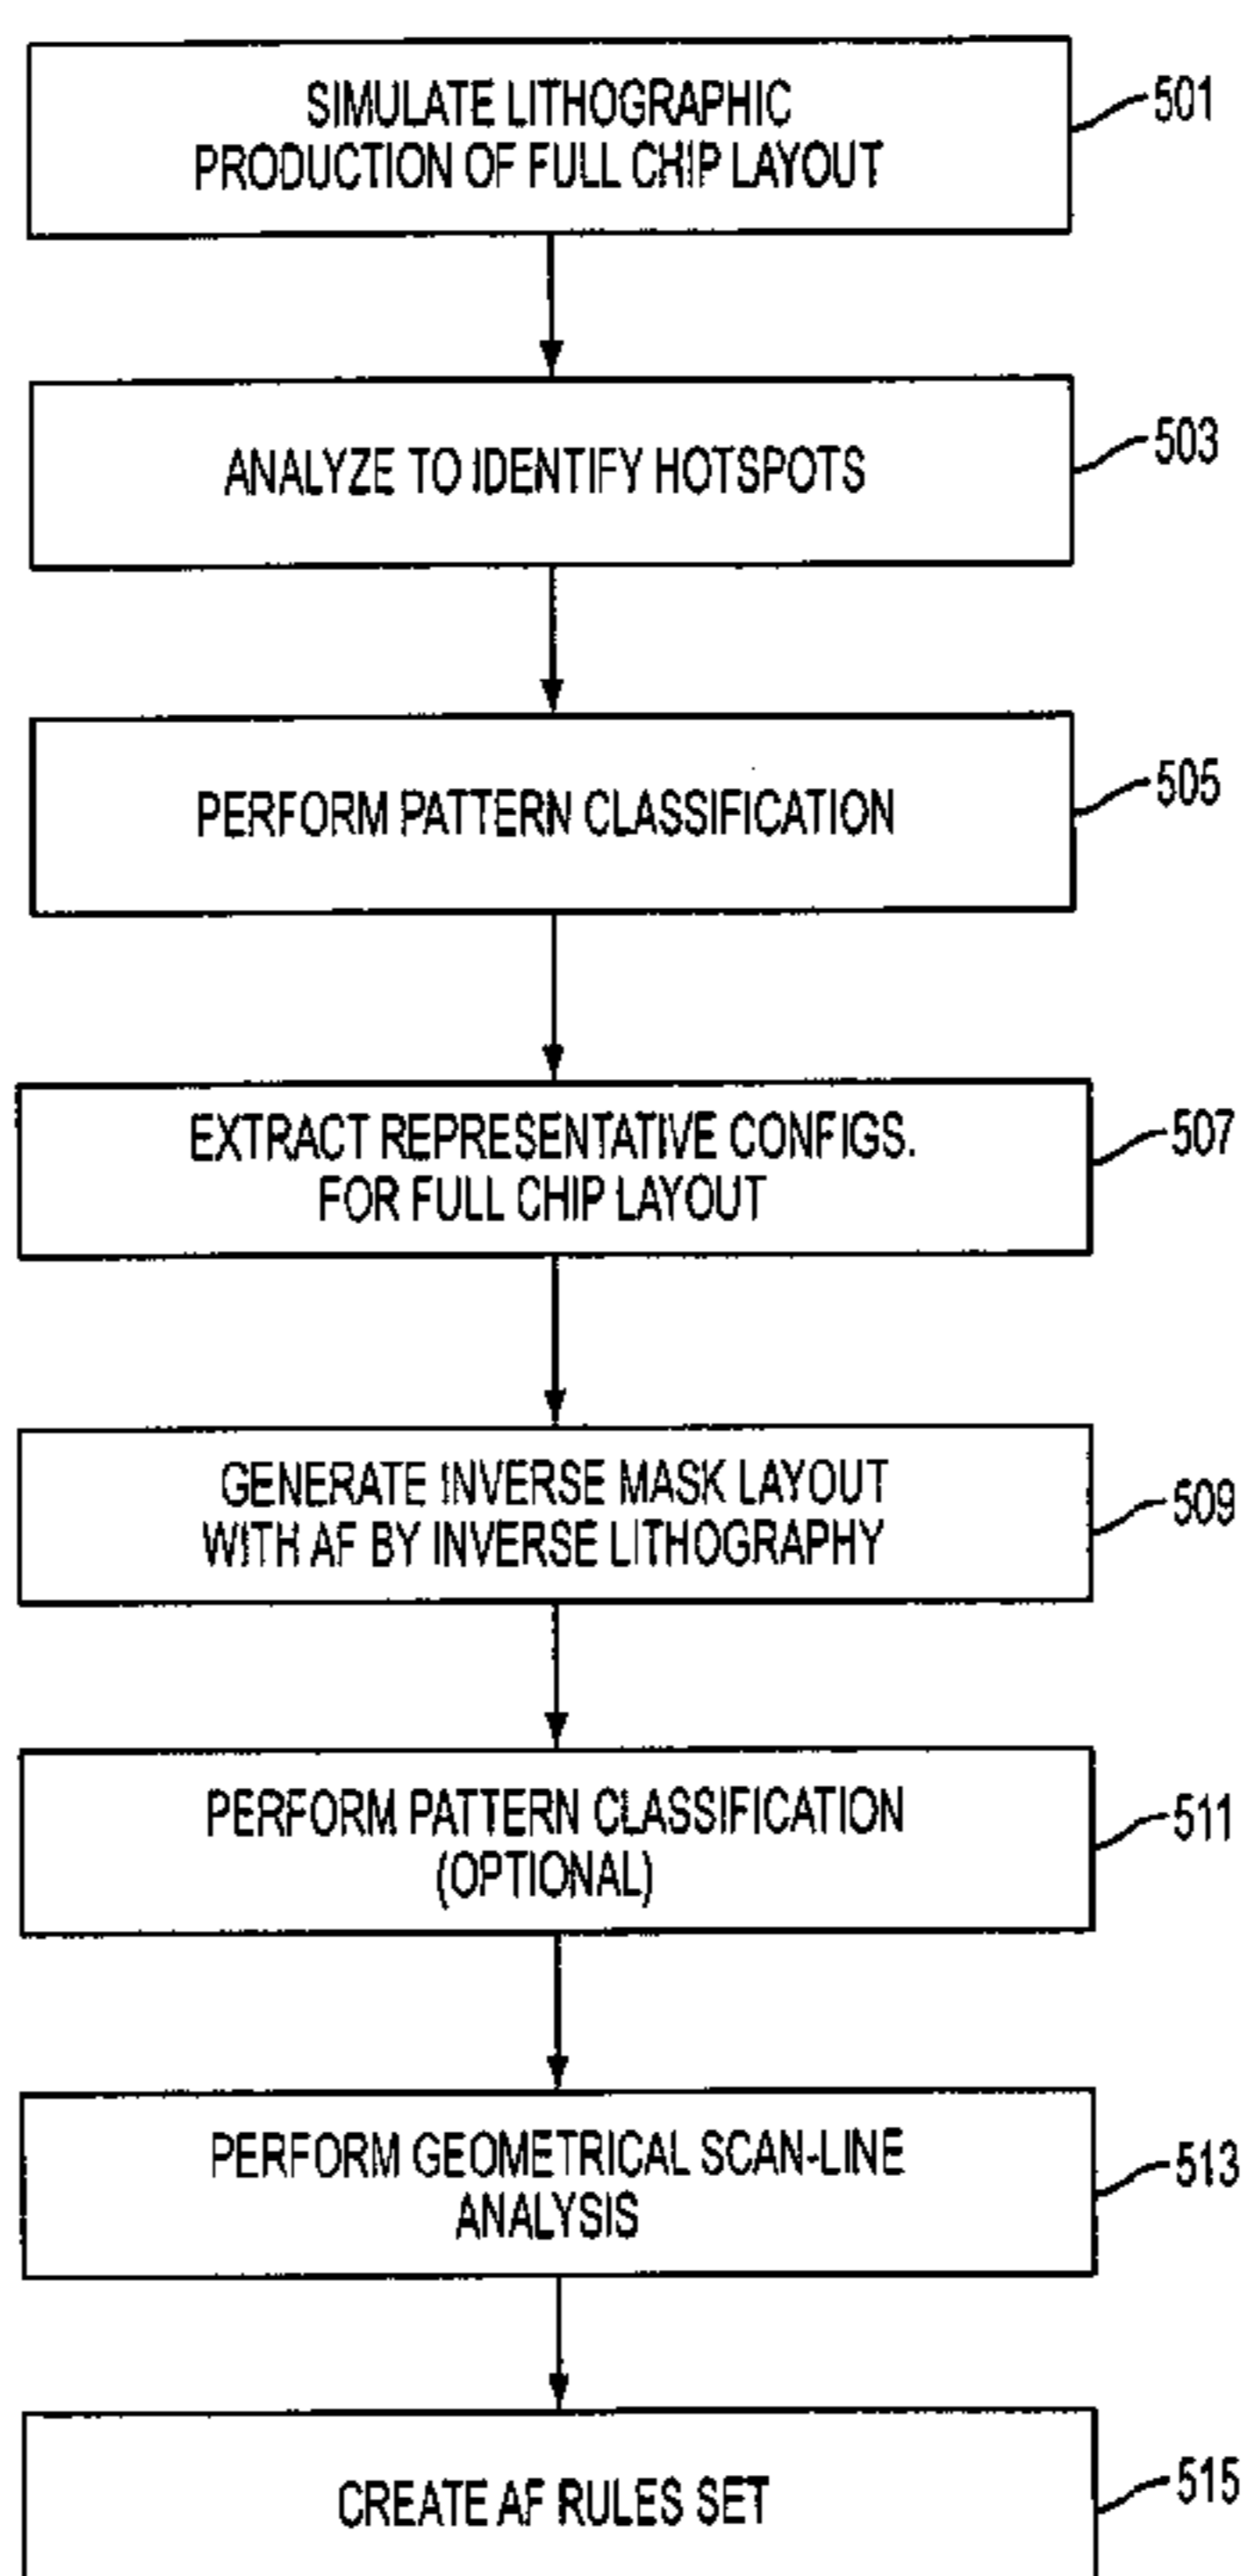 SIMULATE LITHOGRAPHIC
PRODUCTION OF FULL CHIP LAYOUT
501
ANALYZE TO IDENTIFY HOTSPOTS
503
PERFORM PATTERN CLASSIFICATION
505
EXTRACT REPRESENTATIVE CONFIGS.
FOR FULL CHIP LAYOUT
507
GENERATE INVERSE MASK LAYOUT
WITH AF BY INVERSE LITHOGRAPHY
509
PERFORM PATTERN CLASSIFICATION
(OPTIONAL)
511
PERFORM GEOMETRICAL SCAN-LINE
ANALYSIS
513
CREATE AF RULES SET
515